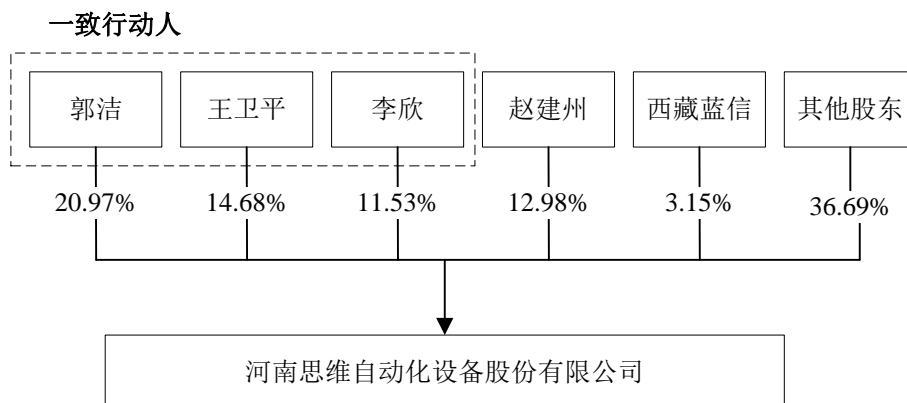 一致行动人
郭洁 王卫平 李欣 赵建州 西藏蓝信 其他股东
20.97% 14.68% 11.53% 12.98% 3.15% 36.69%
河南思维自动化设备股份有限公司